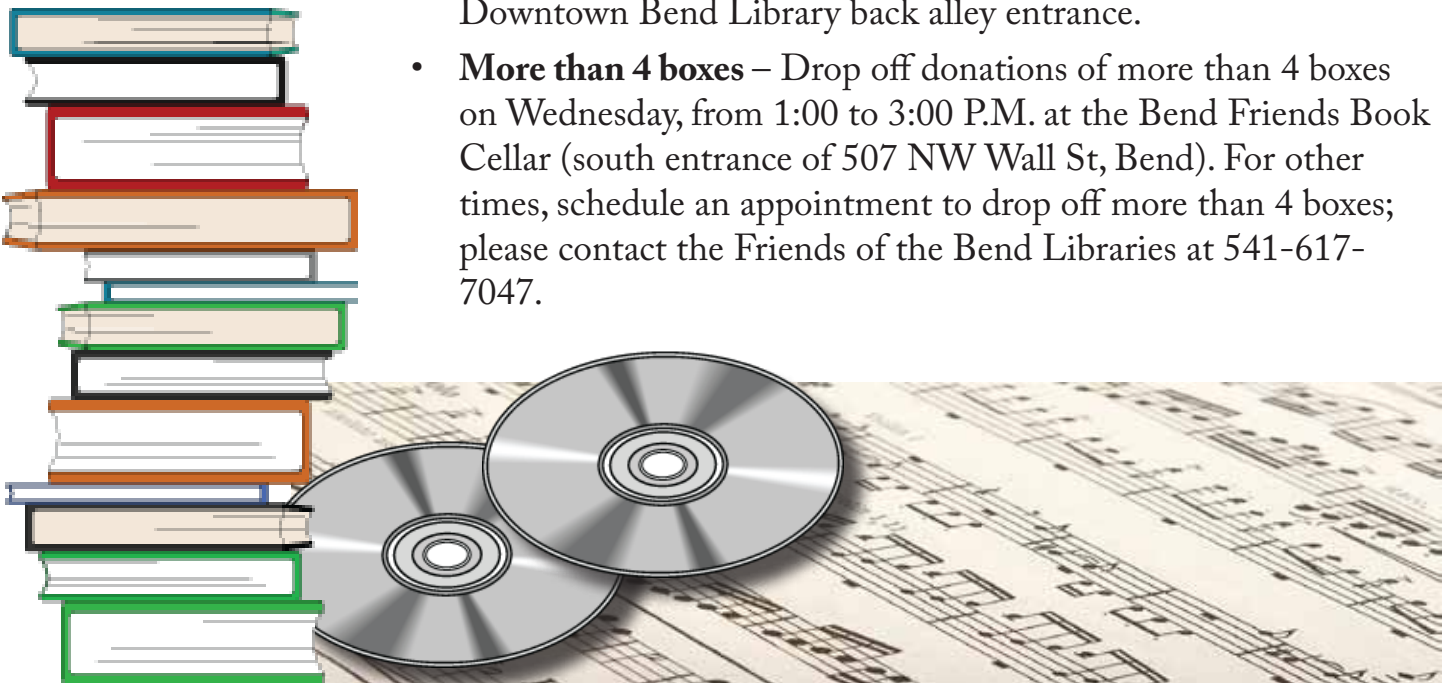 Downtown Bend Library back alley entrance.
• More than 4 boxes – Drop off donations of more than 4 boxes
on Wednesday, from 1:00 to 3:00 P.M. at the Bend Friends Book
Cellar (south entrance of 507 NW Wall St, Bend). For other
times, schedule an appointment to drop off more than 4 boxes;
please contact the Friends of the Bend Libraries at 541-617-
7047.